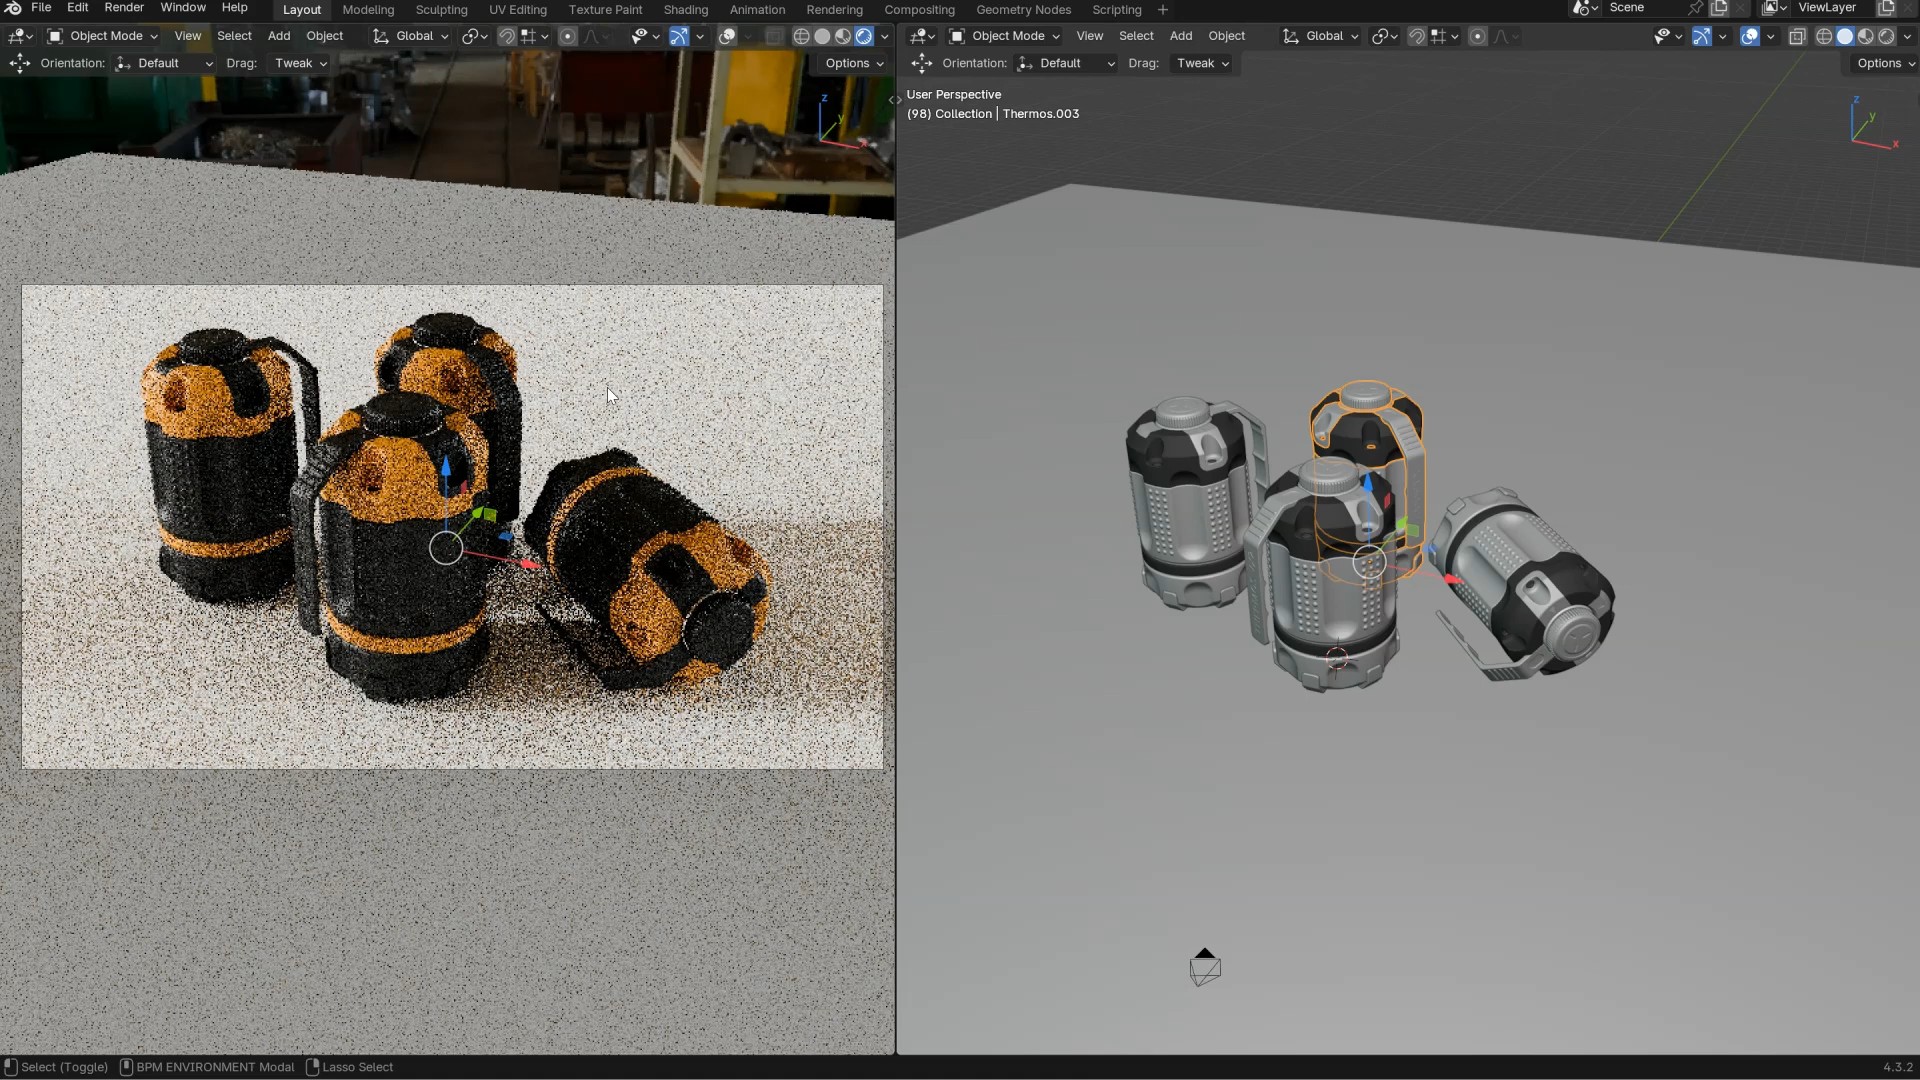 File Edit Render Window Help Layout Modeling Sculpting UV Editing Texture Paint Shading Animation Rendering Compositing Geometry Nodes Scripting + Scene ViewLayer
Object Mode View Select Add Object Global Object Mode View Select Add Object Global
Orientation: Default Drag: Tweak Options Orientation: Default Drag: Tweak Options
User Perspective
(98) Collection | Thermos.003
z
y
z
y
x
Select (Toggle) BPM ENVIRONMENT Modal Lasso Select 4.3.2